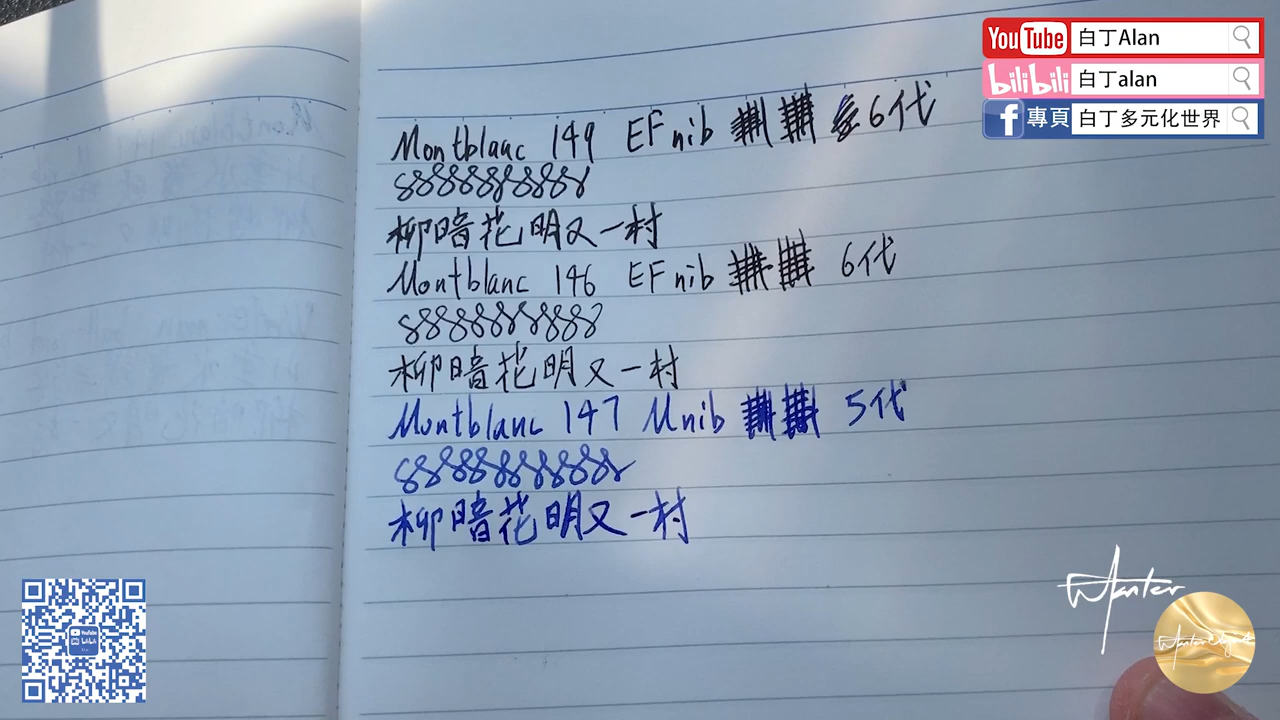 YouTube 白丁Alan
bilibili 白丁alan
f 專頁 白丁多元化世界
Montblaac 149 EF nib 6代
8888888888
柳暗花明又一村
Montblanc 146 EF nib 6代
8888888888
柳暗花明又一村
Montblanc 147 M nib 5代
8888888888
柳暗花明又一村